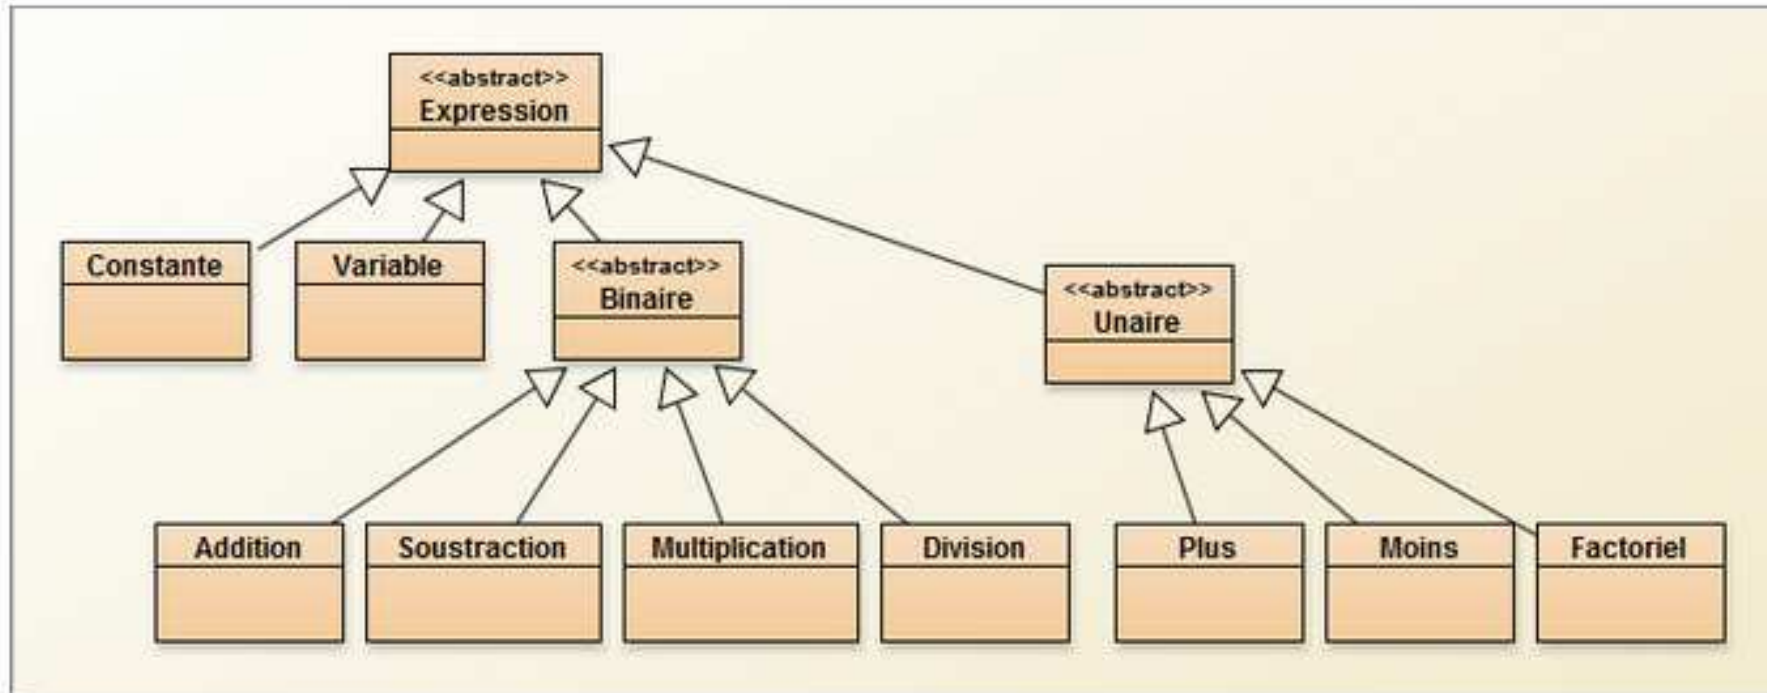 <<abstract>>
Expression
Constante
Variable
<<abstract>>
Binaire
<<abstract>>
Unaire
Addition
Soustraction
Multiplication
Division
Plus
Moins
Factoriel